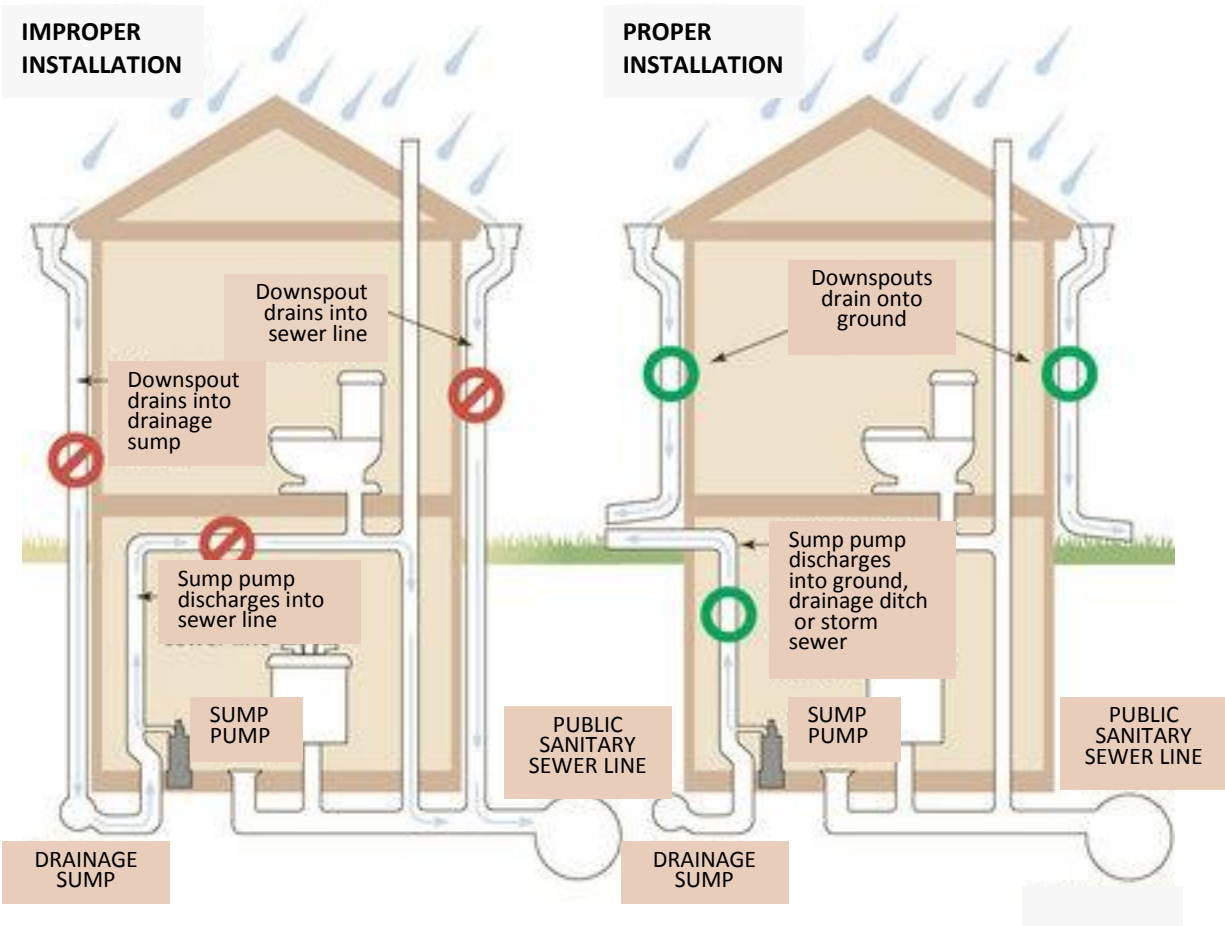 IMPROPER
INSTALLATION
Downspout
drains into
sewer line
Downspout
drains into
drainage
sump
Sump pump
discharges into
sewer line
SUMP
PUMP
PUBLIC
SANITARY
SEWER LINE
DRAINAGE
SUMP
PROPER
INSTALLATION
Downspouts
drain onto
ground
Sump pump
discharges
into ground,
drainage ditch
or storm
sewer
SUMP
PUMP
PUBLIC
SANITARY
SEWER LINE
DRAINAGE
SUMP